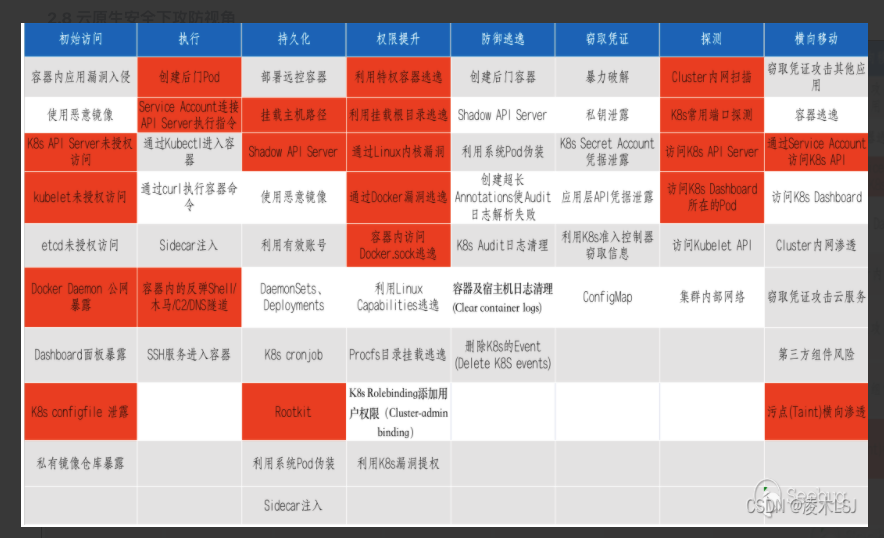 2.8 云原生安全下攻防视角
初始访问 执行 持久化 权限提升 防御逃逸 窃取凭证 探测 横向移动
容器内应用漏洞入侵 创建后门Pod 部署远控容器 利用特权容器逃逸 创建后门容器 暴力破解 Cluster内网扫描 窃取凭证攻击其他应用
使用恶意镜像 Service Account连接API Server执行指令 挂载主机路径 利用挂载根目录逃逸 Shadow API Server 私钥泄露 K8s常用端口探测 容器逃逸
K8s API Server未授权访问 通过Kubectl进入容器 Shadow API Server 通过Linux内核漏洞 利用系统Pod伪装 K8s Secret Account凭据泄露 访问K8s API Server 通过Service Account访问K8s API
kubelet未授权访问 通过curl执行容器命令 使用恶意镜像 通过Docker漏洞逃逸 创建超长Annotations使Audit日志解析失败 应用层API凭据泄露 访问K8s Dashboard所在的Pod 访问K8s Dashboard
etcd未授权访问 Sidecar注入 利用有效账号 容器内访问Docker.sock逃逸 K8s Audit日志清理 利用K8s准入控制器窃取信息 访问Kubelet API Cluster内网渗透
Docker Daemon 公网暴露 容器内的反弹Shell/木马/C2/DNS隧道 DaemonSets、Deployments 利用Linux Capabilities逃逸 容器及宿主机日志清理(Clear container logs) ConfigMap 集群内部网络 窃取凭证攻击云服务
Dashboard面板暴露 SSH服务进入容器 K8s cronjob Procfs目录挂载逃逸 删除K8s的Event(Delete K8S events) 第三方组件风险
K8s configfile 泄露 Rootkit K8s Rolebinding添加用户权限（Cluster-admin binding） 污点(Taint)横向渗透
私有镜像仓库暴露 利用系统Pod伪装 利用K8s漏洞提权
Sidecar注入
Seebug
CSDN @凌木LSJ